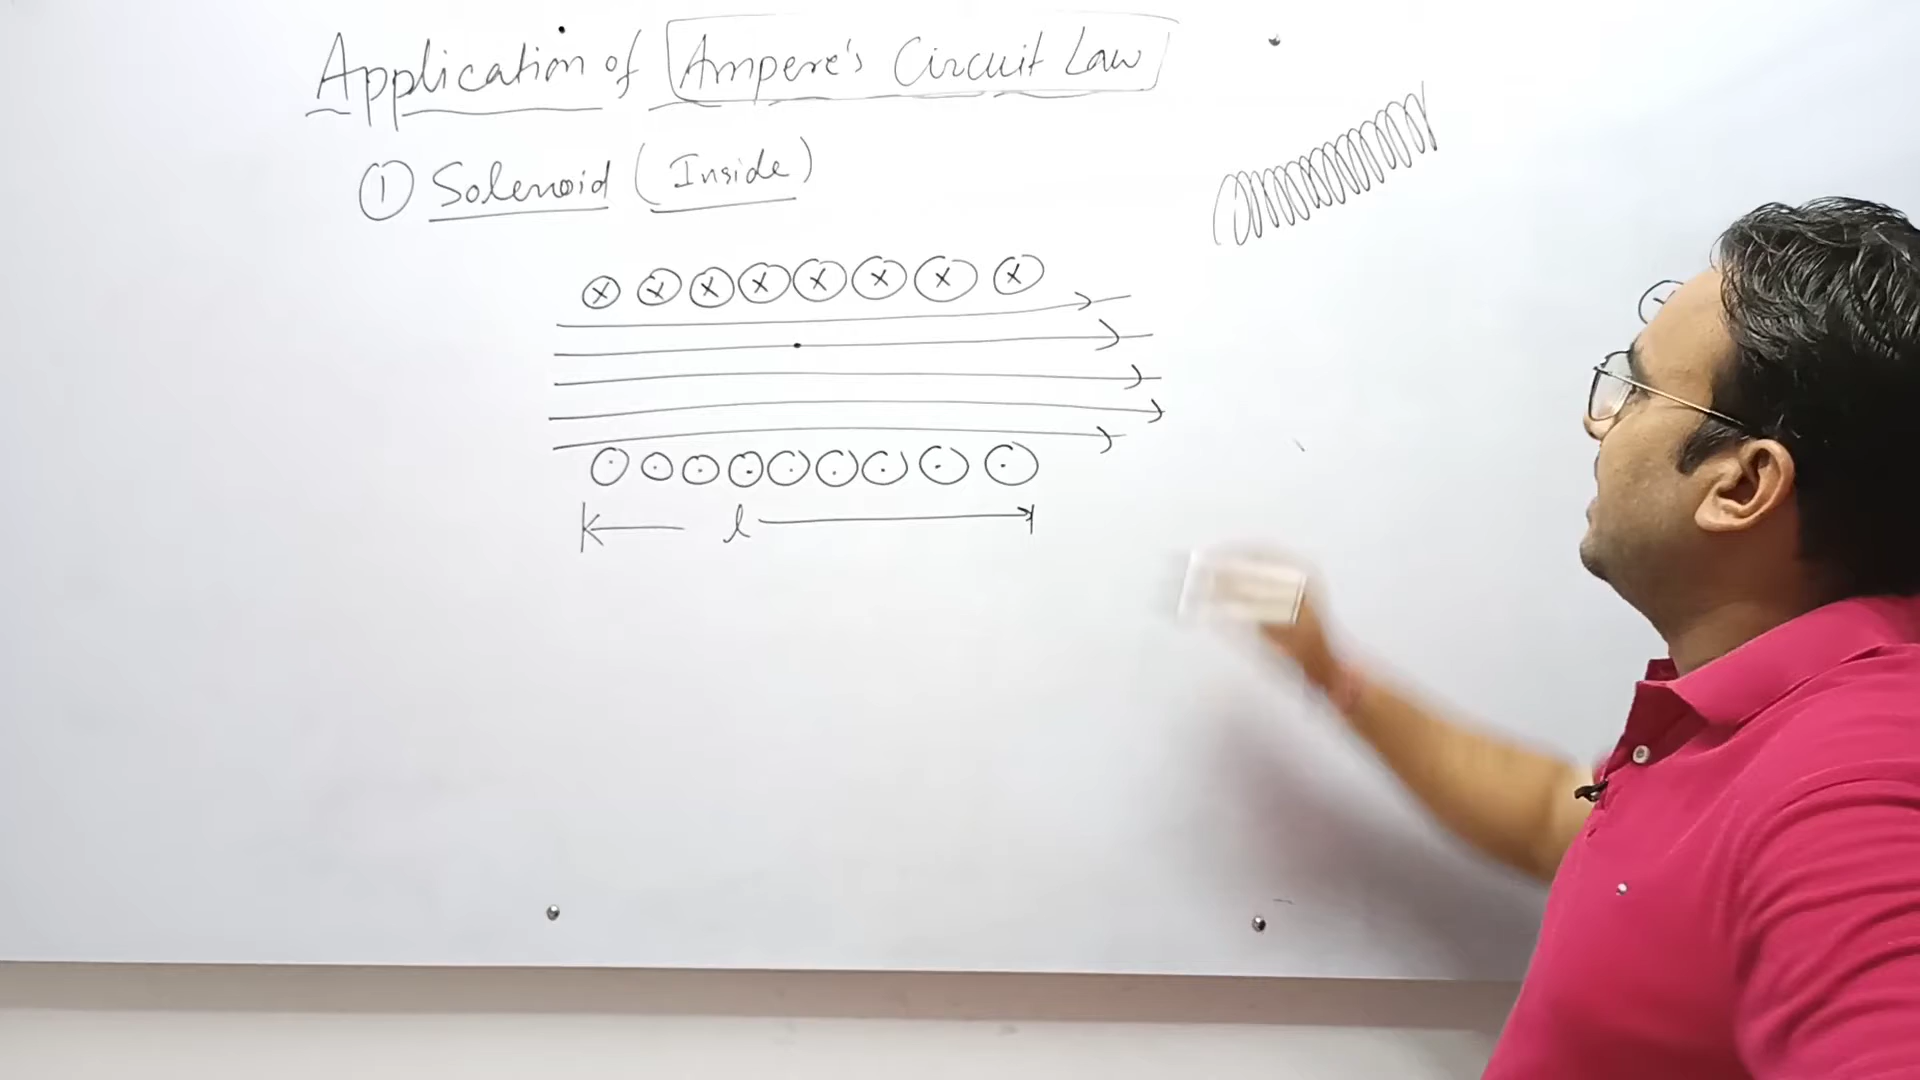 Application of Ampere's Circuit Law
① Solenoid (Inside)
l